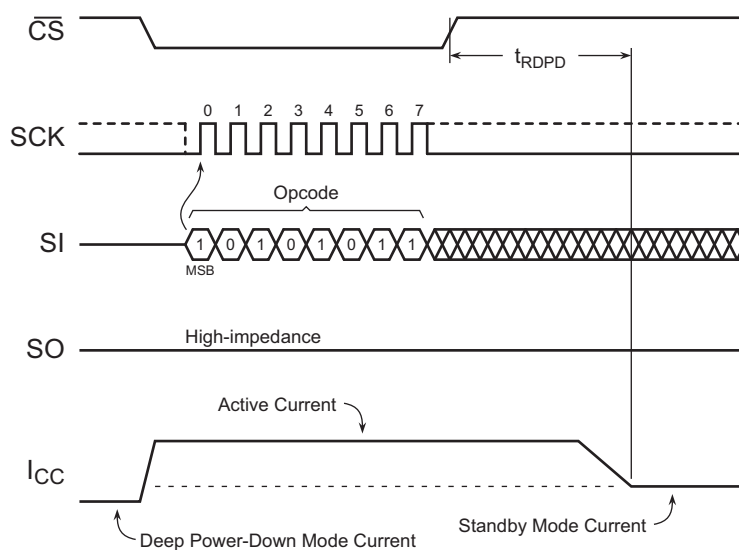 CS
tRDPD
0 1 2 3 4 5 6 7
SCK
Opcode
SI
1 0 1 0 1 0 1 1
MSB
High-impedance
SO
Active Current
ICC
Standby Mode Current
Deep Power-Down Mode Current